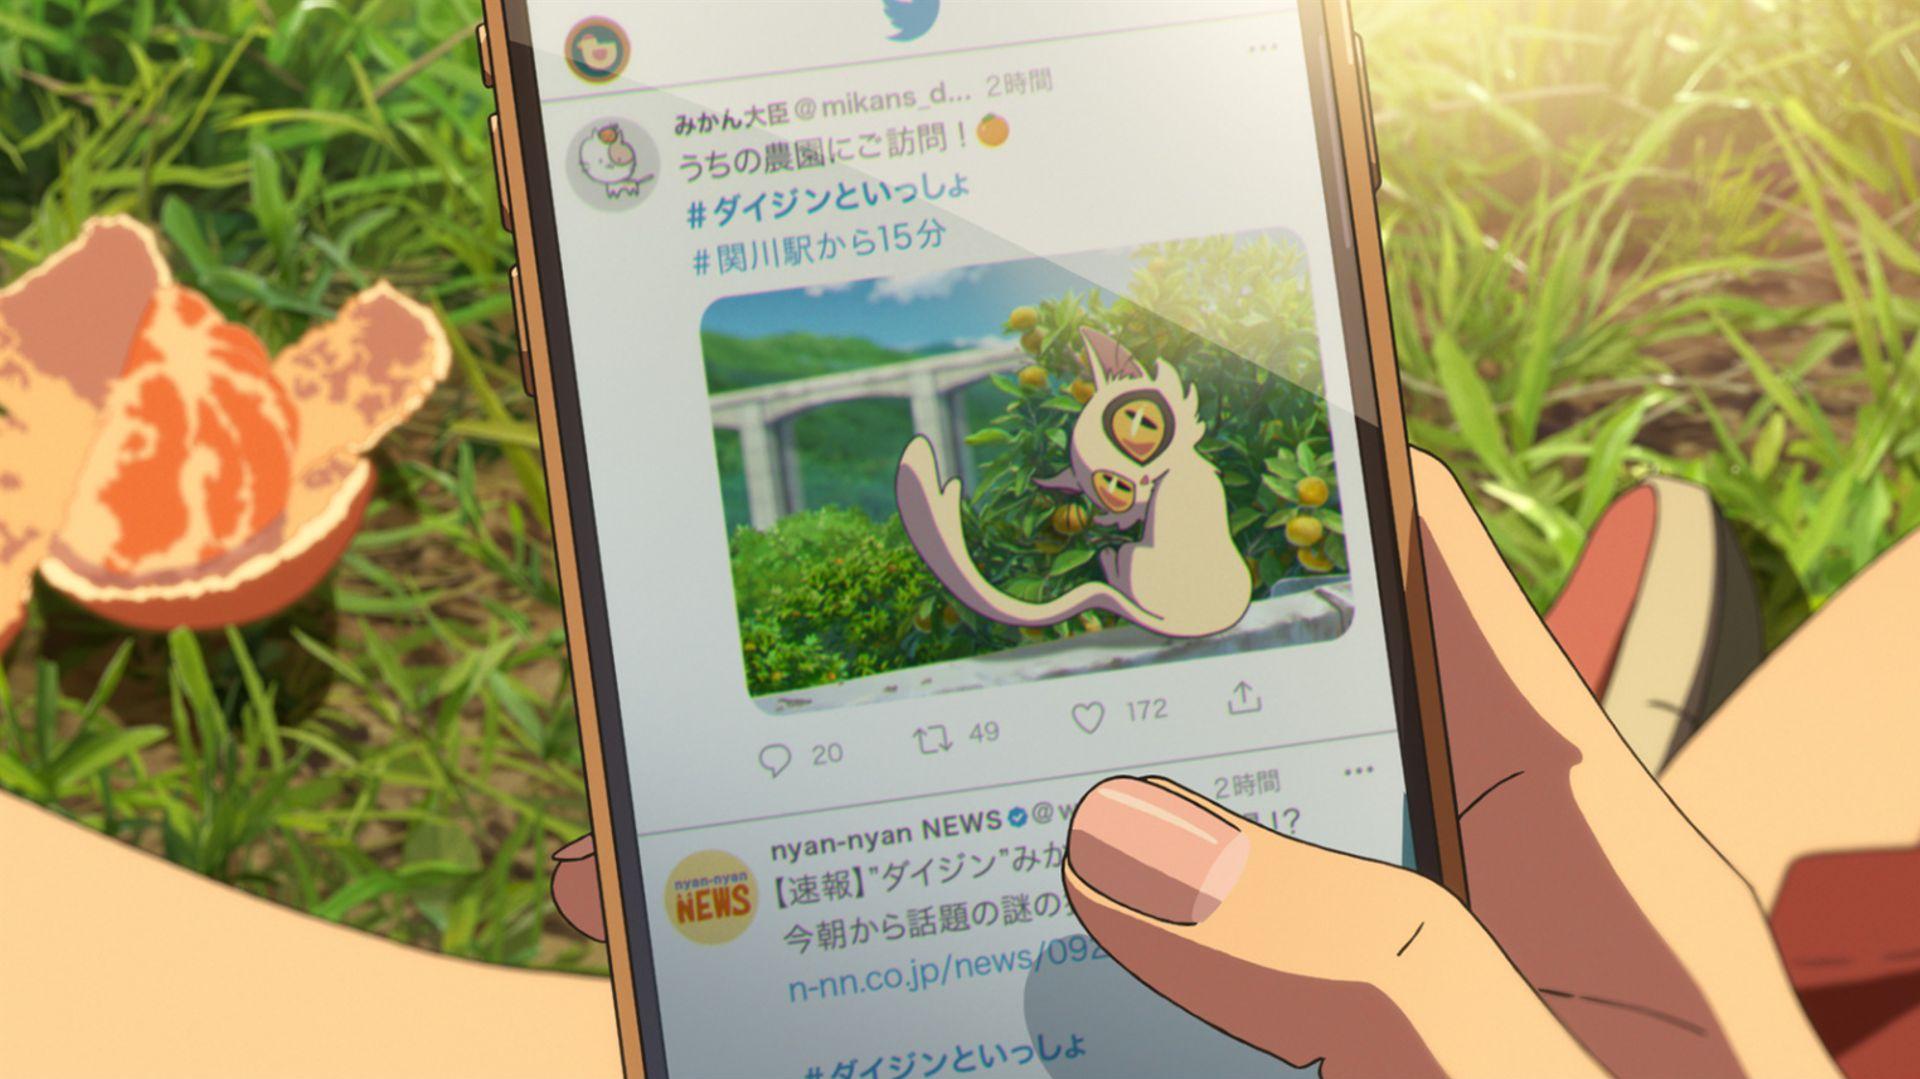 みかん大臣@mikans_d... 2時間
うちの農園にご訪問！🍊
#ダイジンといっしょ
#関川駅から15分
20 49 172
nyan-nyan NEWS @w 2時間
【速報】"ダイジン"みか !?
今朝から話題の謎の
n-nn.co.jp/news/092
nyan-nyan
NEWS
#ダイジンといっしょ